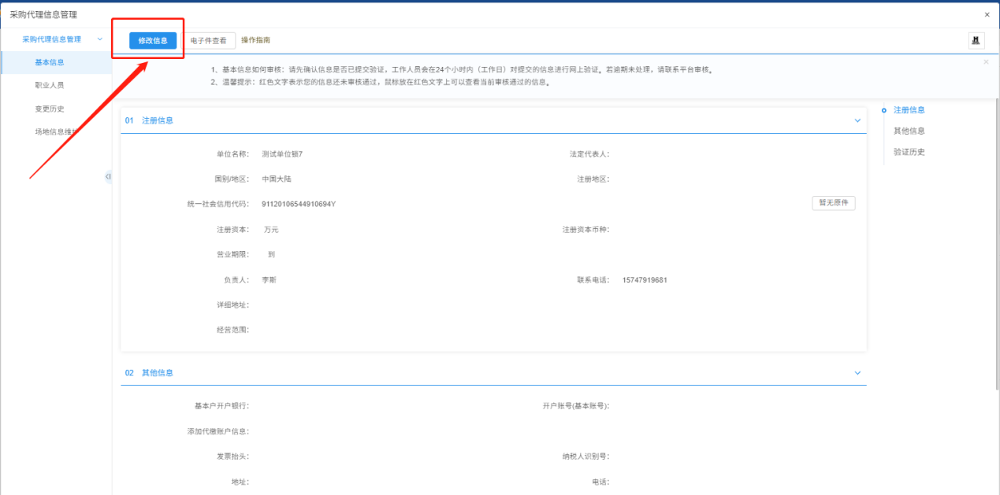 采购代理信息管理 ×
采购代理信息管理
修改信息 电子件查看 操作指南
基本信息
职业人员
变更历史
场地信息维护
1、基本信息如何审核：请先确认信息是否已提交验证，工作人员会在24个小时内（工作日）对提交的信息进行网上验证。若逾期未处理，请联系平台审核。
2、温馨提示：红色文字表示您的信息还未审核通过，鼠标放在红色文字上可以查看当前审核通过的信息。
01 注册信息
单位名称： 测试单位锁7 法定代表人：
国别/地区： 中国大陆 注册地区：
统一社会信用代码： 91120106544910694Y 暂无原件
注册资本： 万元 注册资本币种：
营业期限： 到
负责人： 李斯 联系电话： 15747919681
详细地址：
经营范围：
02 其他信息
基本户开户银行： 开户账号(基本账号)：
添加代缴账户信息：
发票抬头： 纳税人识别号：
地址： 电话：
注册信息
其他信息
验证历史